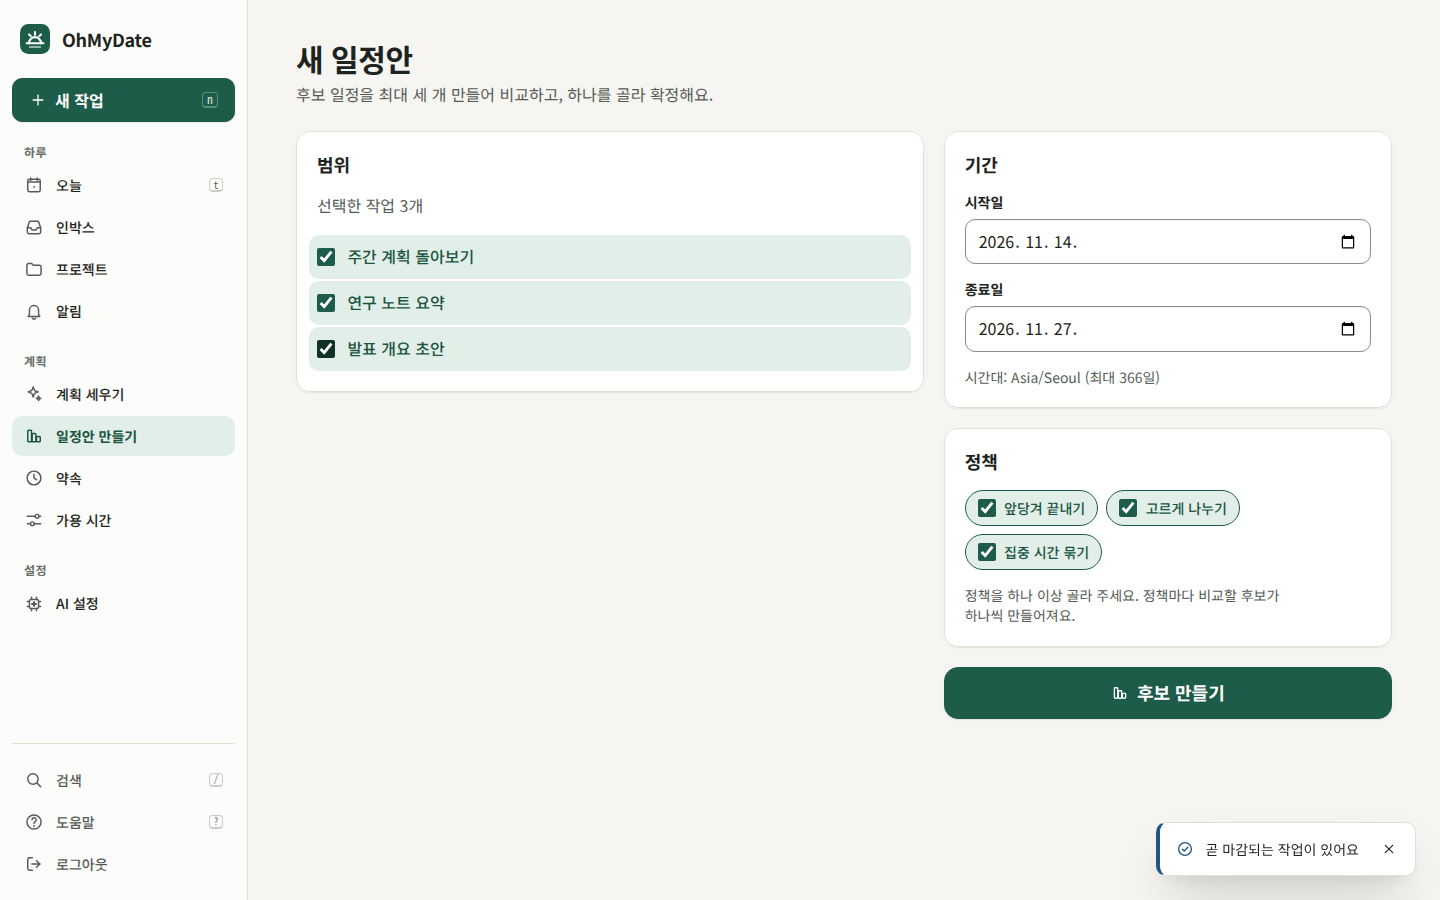 OhMyDate
새 작업 n
하루
오늘 t
인박스
프로젝트
알림
계획
계획 세우기
일정안 만들기
약속
가용 시간
설정
AI 설정
검색 /
도움말 ?
로그아웃
새 일정안
후보 일정을 최대 세 개 만들어 비교하고, 하나를 골라 확정해요.
범위
선택한 작업 3개
주간 계획 돌아보기
연구 노트 요약
발표 개요 초안
기간
시작일
2026. 11. 14.
종료일
2026. 11. 27.
시간대: Asia/Seoul (최대 366일)
정책
앞당겨 끝내기 고르게 나누기
집중 시간 묶기
정책을 하나 이상 골라 주세요. 정책마다 비교할 후보가
하나씩 만들어져요.
후보 만들기
곧 마감되는 작업이 있어요